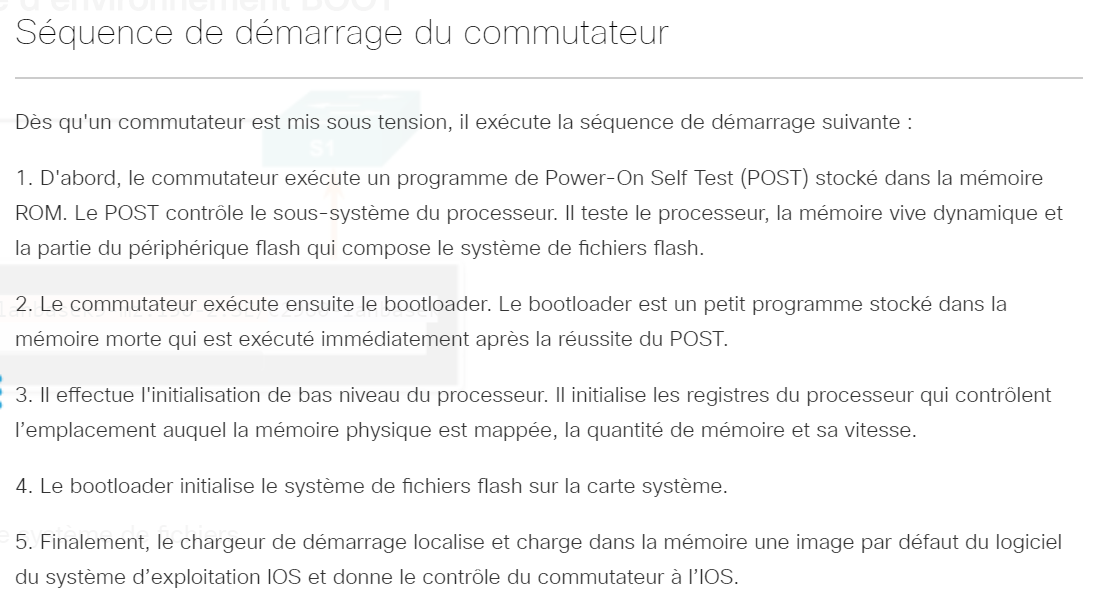 Séquence de démarrage du commutateur
Dès qu'un commutateur est mis sous tension, il exécute la séquence de démarrage suivante :
1. D'abord, le commutateur exécute un programme de Power-On Self Test (POST) stocké dans la mémoire
ROM. Le POST contrôle le sous-système du processeur. Il teste le processeur, la mémoire vive dynamique et
la partie du périphérique flash qui compose le système de fichiers flash.
2. Le commutateur exécute ensuite le bootloader. Le bootloader est un petit programme stocké dans la
mémoire morte qui est exécuté immédiatement après la réussite du POST.
3. Il effectue l'initialisation de bas niveau du processeur. Il initialise les registres du processeur qui contrôlent
l’emplacement auquel la mémoire physique est mappée, la quantité de mémoire et sa vitesse.
4. Le bootloader initialise le système de fichiers flash sur la carte système.
5. Finalement, le chargeur de démarrage localise et charge dans la mémoire une image par défaut du logiciel
du système d’exploitation IOS et donne le contrôle du commutateur à l’IOS.
S1